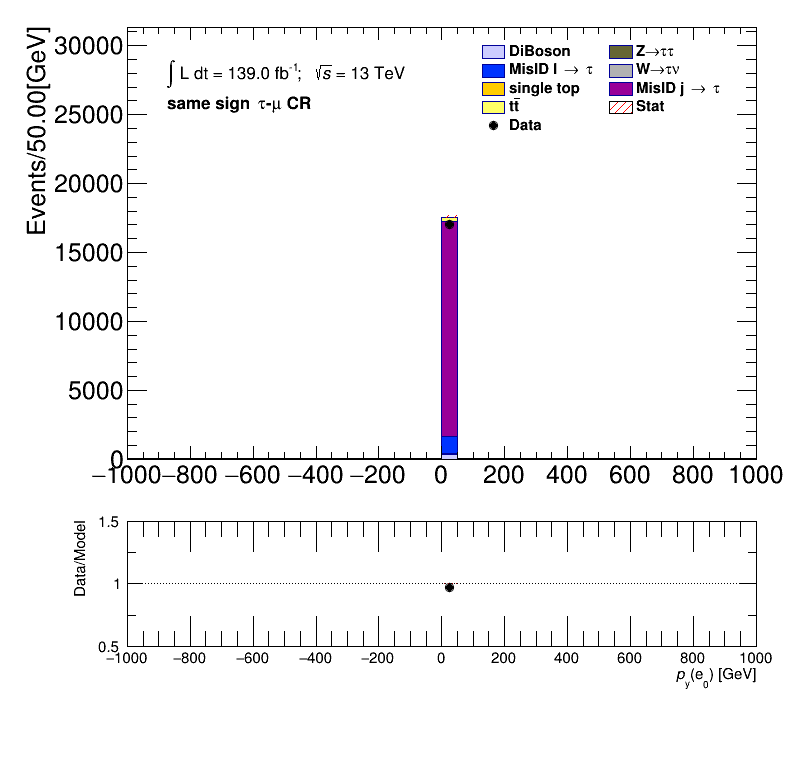 Events/50.00[GeV]
30000
25000
20000
15000
10000
5000
0
∫ L dt = 139.0 fb⁻¹; √s = 13 TeV
same sign τ-μ CR
DiBoson
MisID l → τ
single top
tt̄
Data
Z→ττ
W→τν
MisID j → τ
Stat
−1000 −800 −600 −400 −200 0 200 400 600 800 1000
Data/Model
1.5
1
0.5
−1000 −800 −600 −400 −200 0 200 400 600 800 1000
p_y(e_0) [GeV]